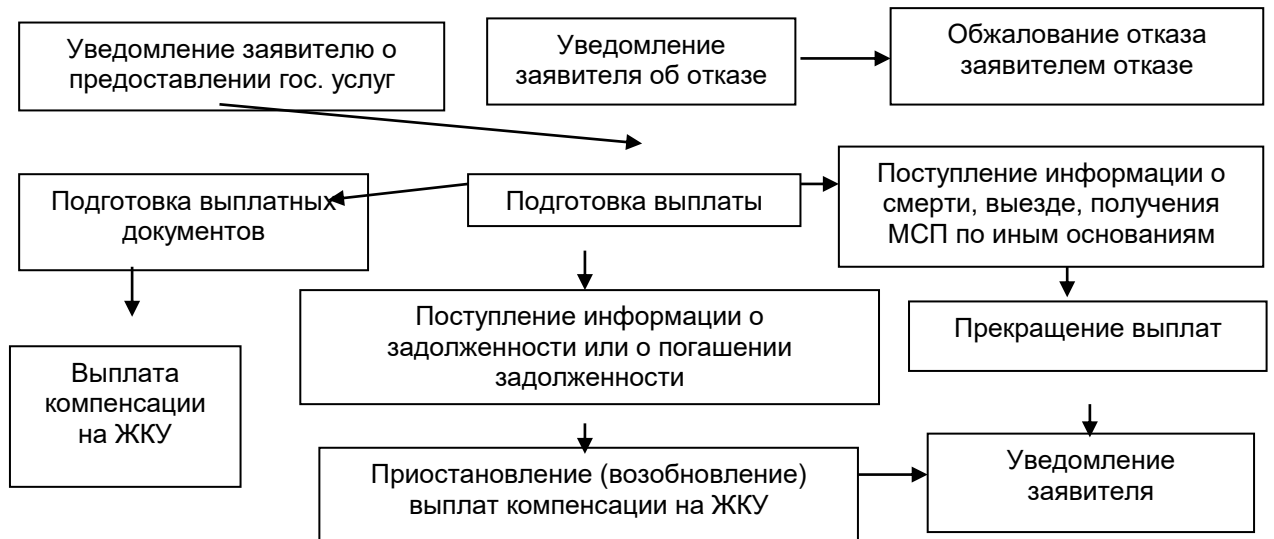 Уведомление заявителю о
предоставлении гос. услуг
Уведомление
заявителя об отказе
Обжалование отказа
заявителем отказе
Подготовка выплатных
документов
Подготовка выплаты
Поступление информации о
смерти, выезде, получения
МСП по иным основаниям
Поступление информации о
задолженности или о погашении
задолженности
Прекращение выплат
Выплата
компенсации
на ЖКУ
Приостановление (возобновление)
выплат компенсации на ЖКУ
Уведомление
заявителя